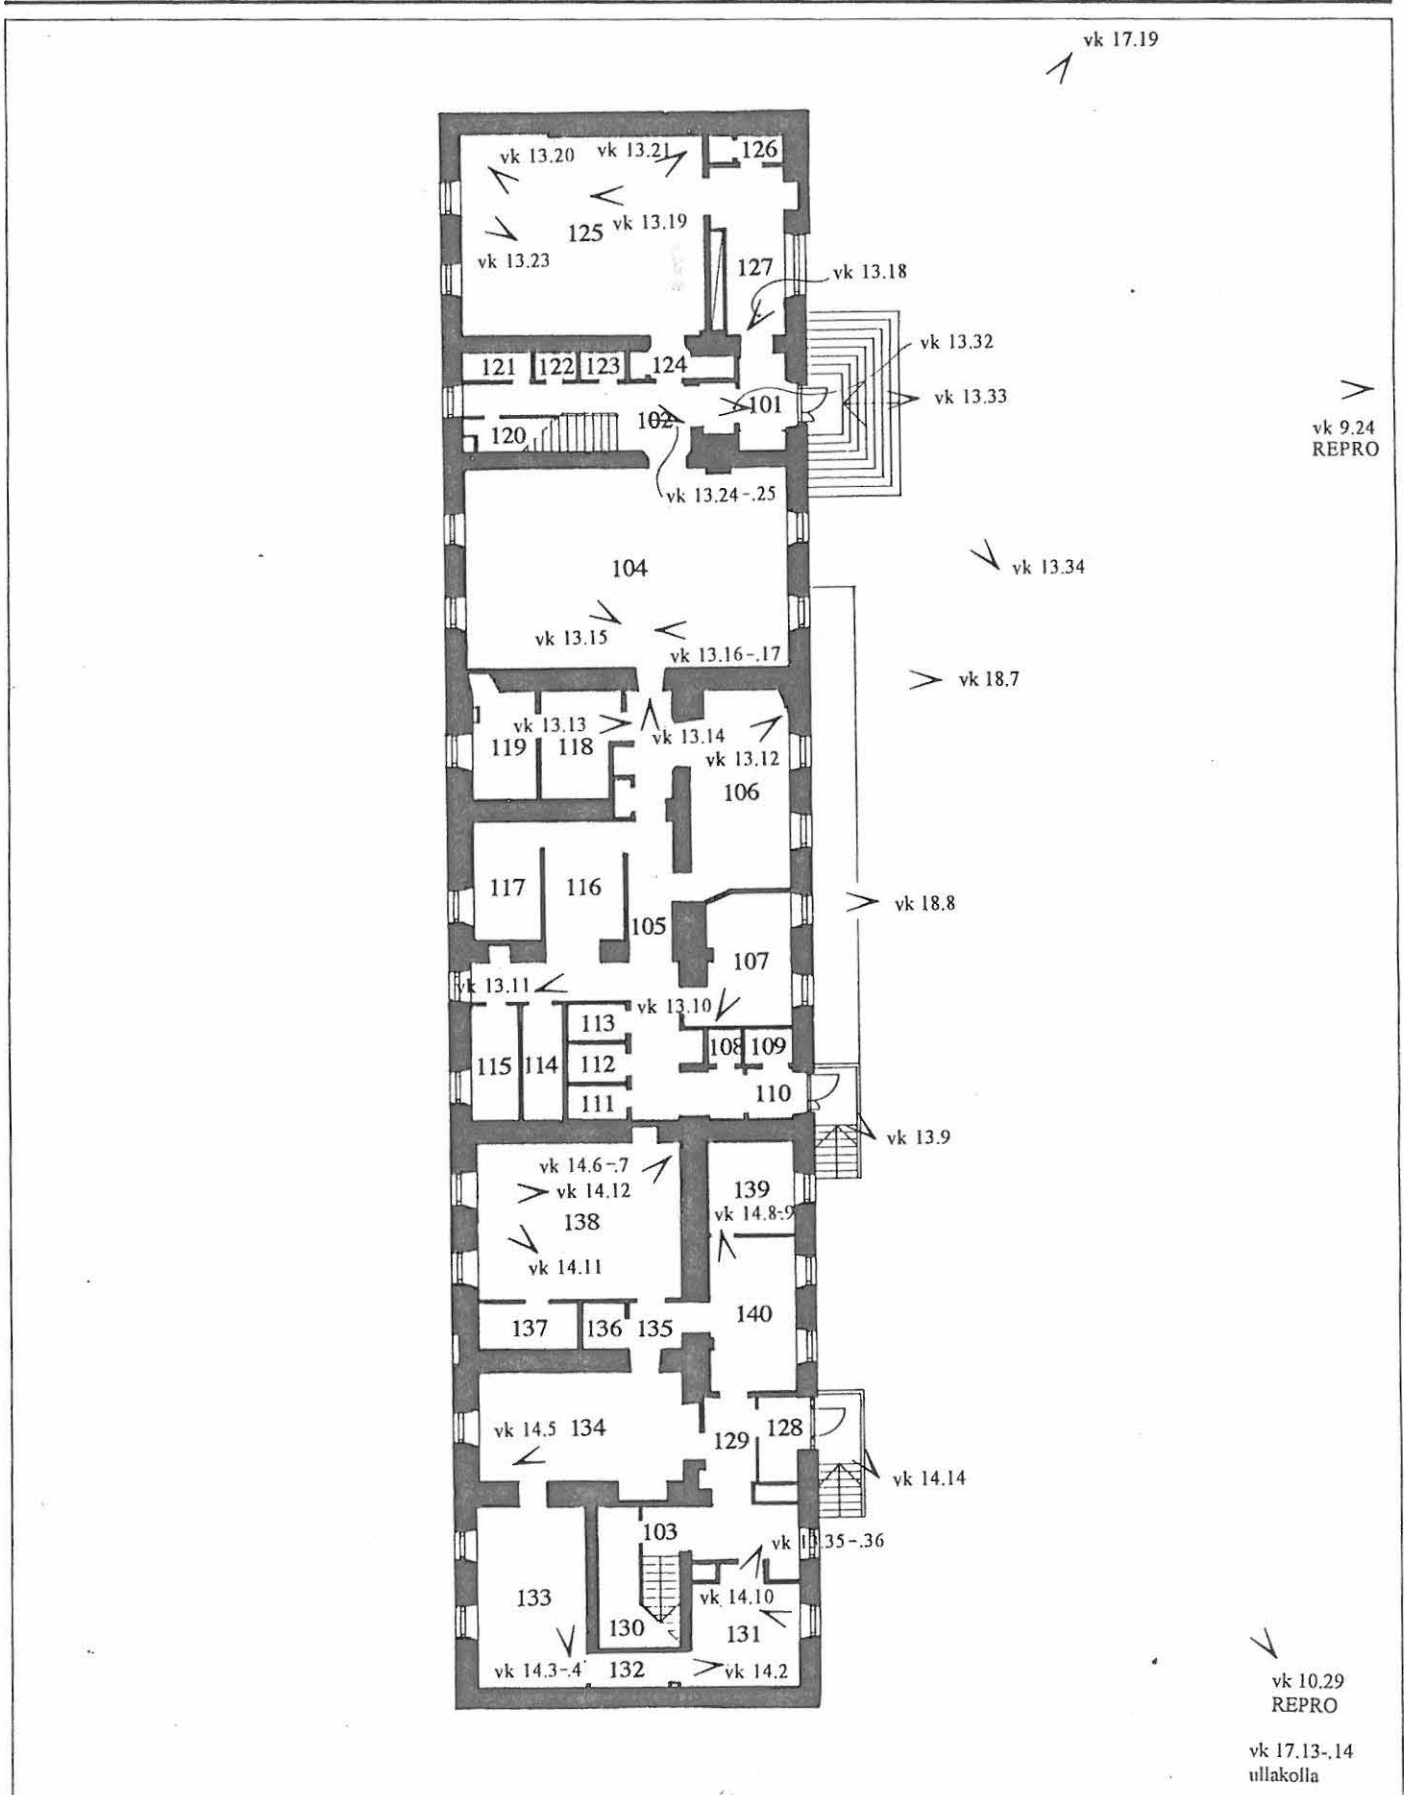 vk 17.19
vk 13.20
vk 13.21
126
125
vk 13.19
vk 13.23
127
vk 13.18
vk 13.32
121
122
123
124
vk 13.33
101
102
120
vk 9.24
REPRO
vk 13.24-.25
104
vk 13.34
vk 13.15
vk 13.16-.17
vk 18.7
vk 13.13
119
118
vk 13.14
vk 13.12
106
117
116
105
vk 18.8
107
vk 13.11
vk 13.10
113
108
109
115
114
112
111
110
vk 13.9
vk 14.6-.7
vk 14.12
139
138
vk 14.8-.9
vk 14.11
140
137
136
135
vk 14.5
134
129
128
vk 14.14
103
vk 13.35-.36
133
vk 14.10
130
131
vk 14.3-.4
132
vk 14.2
vk 10.29
REPRO
vk 17.13-.14
ullakolla